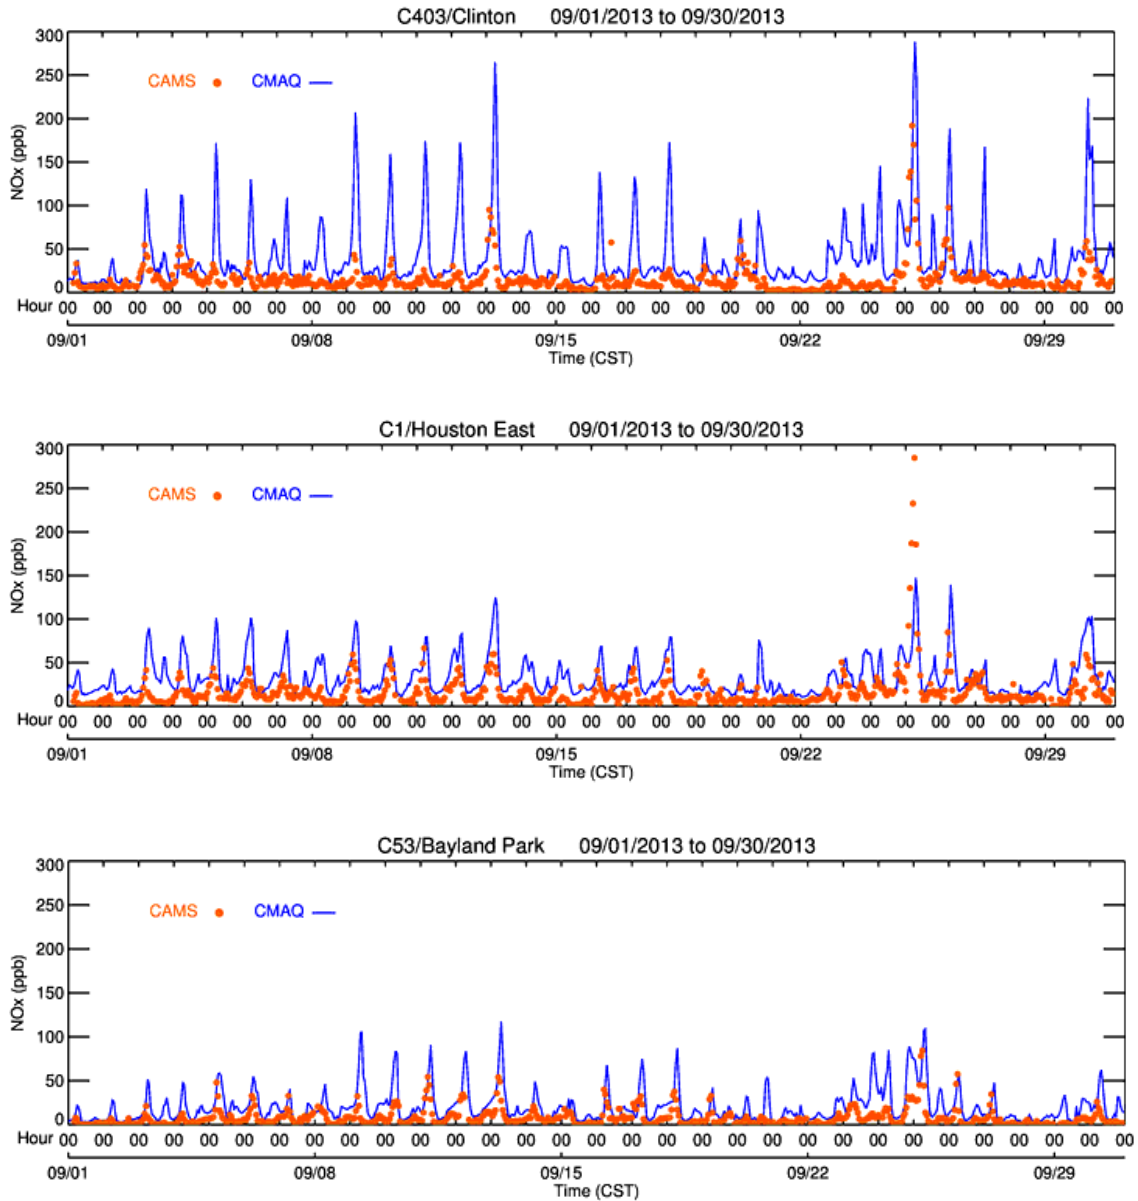 C403/Clinton 09/01/2013 to 09/30/2013
300
250
CAMS CMAQ
200
NOx (ppb)
150
100
50
0
Hour 00 00 00 00 00 00 00 00 00 00 00 00 00 00 00 00 00 00 00 00 00 00 00 00 00 00 00 00 00 00 00
09/01 09/08 09/15 09/22 09/29
Time (CST)
C1/Houston East 09/01/2013 to 09/30/2013
300
250
CAMS CMAQ
200
NOx (ppb)
150
100
50
0
Hour 00 00 00 00 00 00 00 00 00 00 00 00 00 00 00 00 00 00 00 00 00 00 00 00 00 00 00 00 00 00 00
09/01 09/08 09/15 09/22 09/29
Time (CST)
C53/Bayland Park 09/01/2013 to 09/30/2013
300
250
CAMS CMAQ
200
NOx (ppb)
150
100
50
0
Hour 00 00 00 00 00 00 00 00 00 00 00 00 00 00 00 00 00 00 00 00 00 00 00 00 00 00 00 00 00 00 00
09/01 09/08 09/15 09/22 09/29
Time (CST)